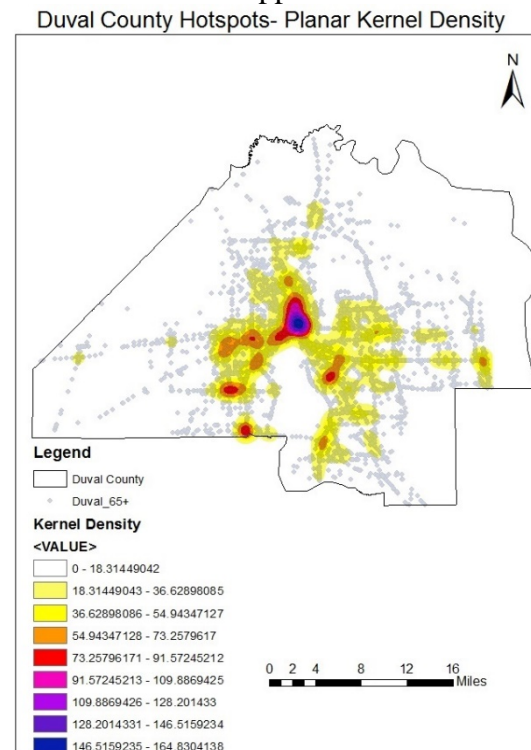 Duval County Hotspots- Planar Kernel Density
N
Legend
Duval County
Duval_65+
Kernel Density
<VALUE>
0 - 18.31449042
18.31449043 - 36.62898085
36.62898086 - 54.94347127
54.94347128 - 73.2579617
73.25796171 - 91.57245212
91.57245213 - 109.8869425
109.8869426 - 128.201433
128.2014331 - 146.5159234
146.5159235 - 164.8304138
0 2 4 8 12 16
Miles